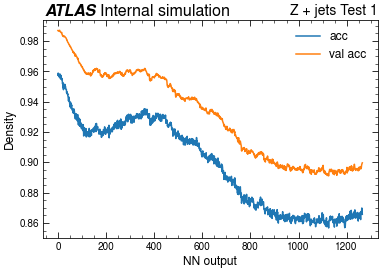 ATLAS Internal simulation
Z + jets Test 1
acc
val acc
Density
0.98
0.96
0.94
0.92
0.90
0.88
0.86
0 200 400 600 800 1000 1200
NN output